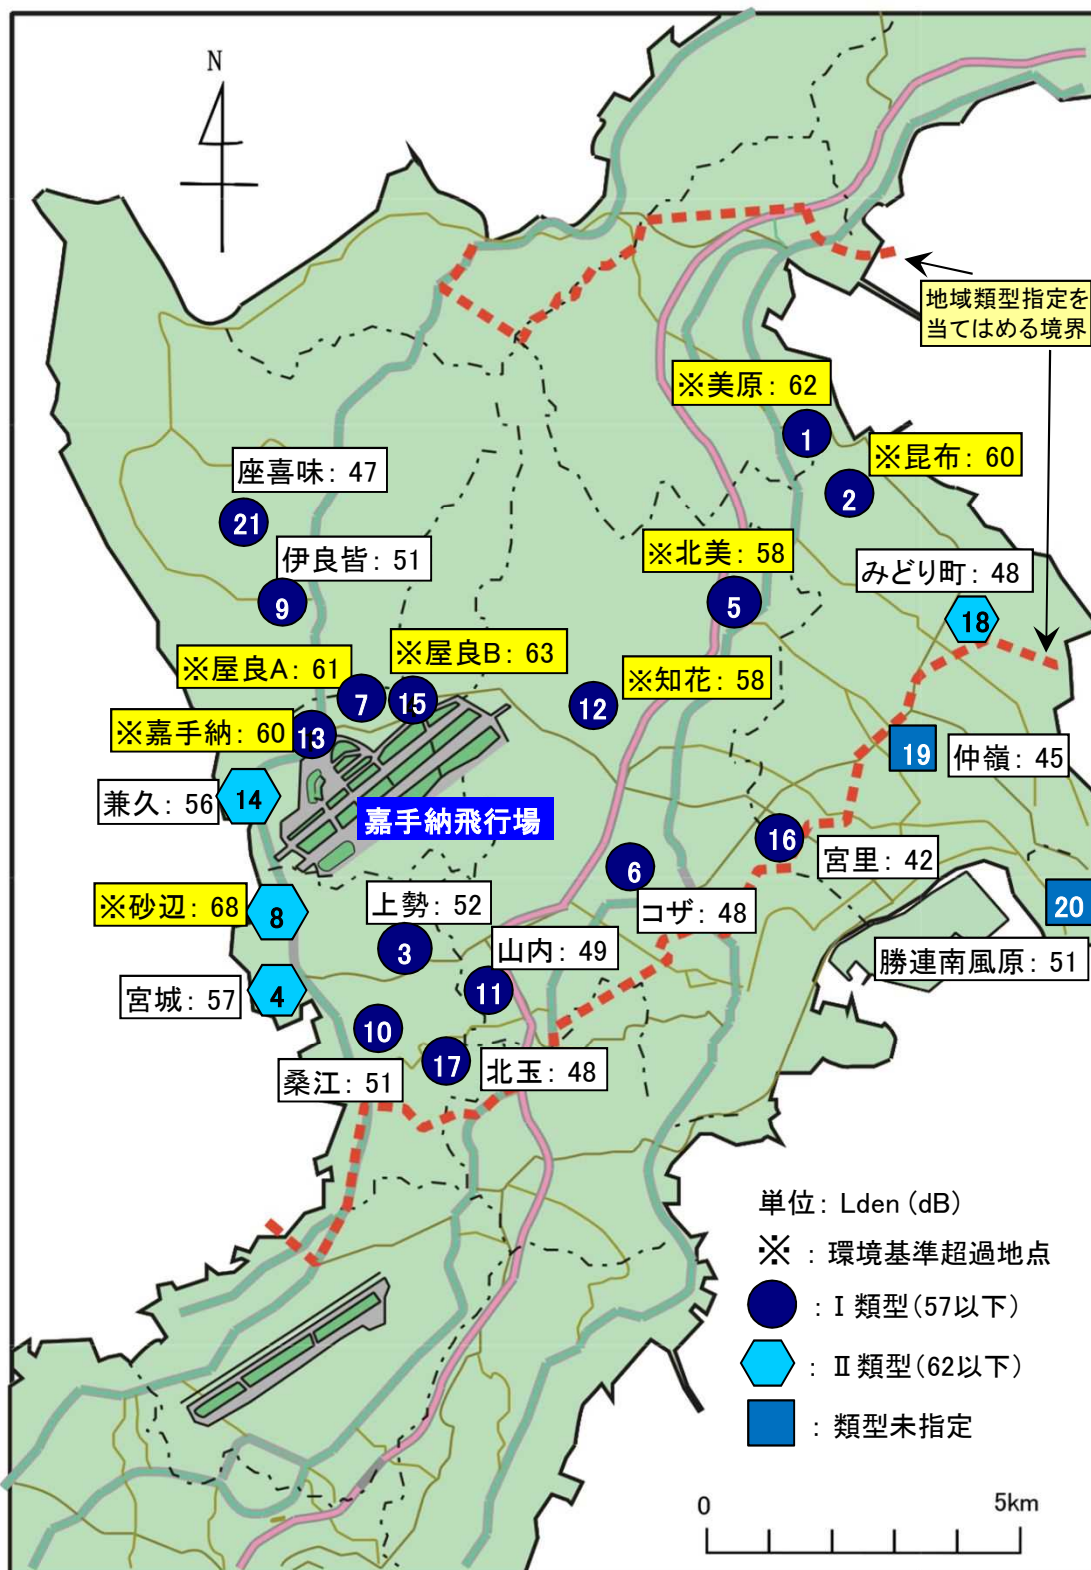 N
地域類型指定を
当てはめる境界
※美原: 62
1
※昆布: 60
2
座喜味: 47
21
※北美: 58
5
伊良皆: 51
9
みどり町: 48
18
※屋良A: 61
7
※屋良B: 63
15
※知花: 58
12
※嘉手納: 60
13
19
仲嶺: 45
兼久: 56
14
嘉手納飛行場
16
宮里: 42
6
コザ: 48
20
勝連南風原: 51
※砂辺: 68
8
上勢: 52
3
山内: 49
11
宮城: 57
4
10
桑江: 51
17
北玉: 48
単位: Lden (dB)
※ : 環境基準超過地点
: Ⅰ類型(57以下)
: Ⅱ類型(62以下)
: 類型未指定
0 5km